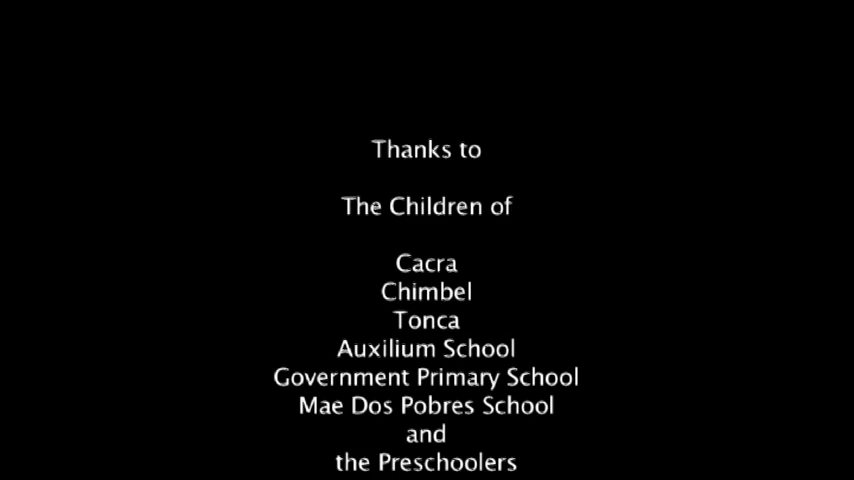 Thanks to
The Children of
Cacra
Chimbel
Tonca
Auxilium School
Government Primary School
Mae Dos Pobres School
and
the Preschoolers